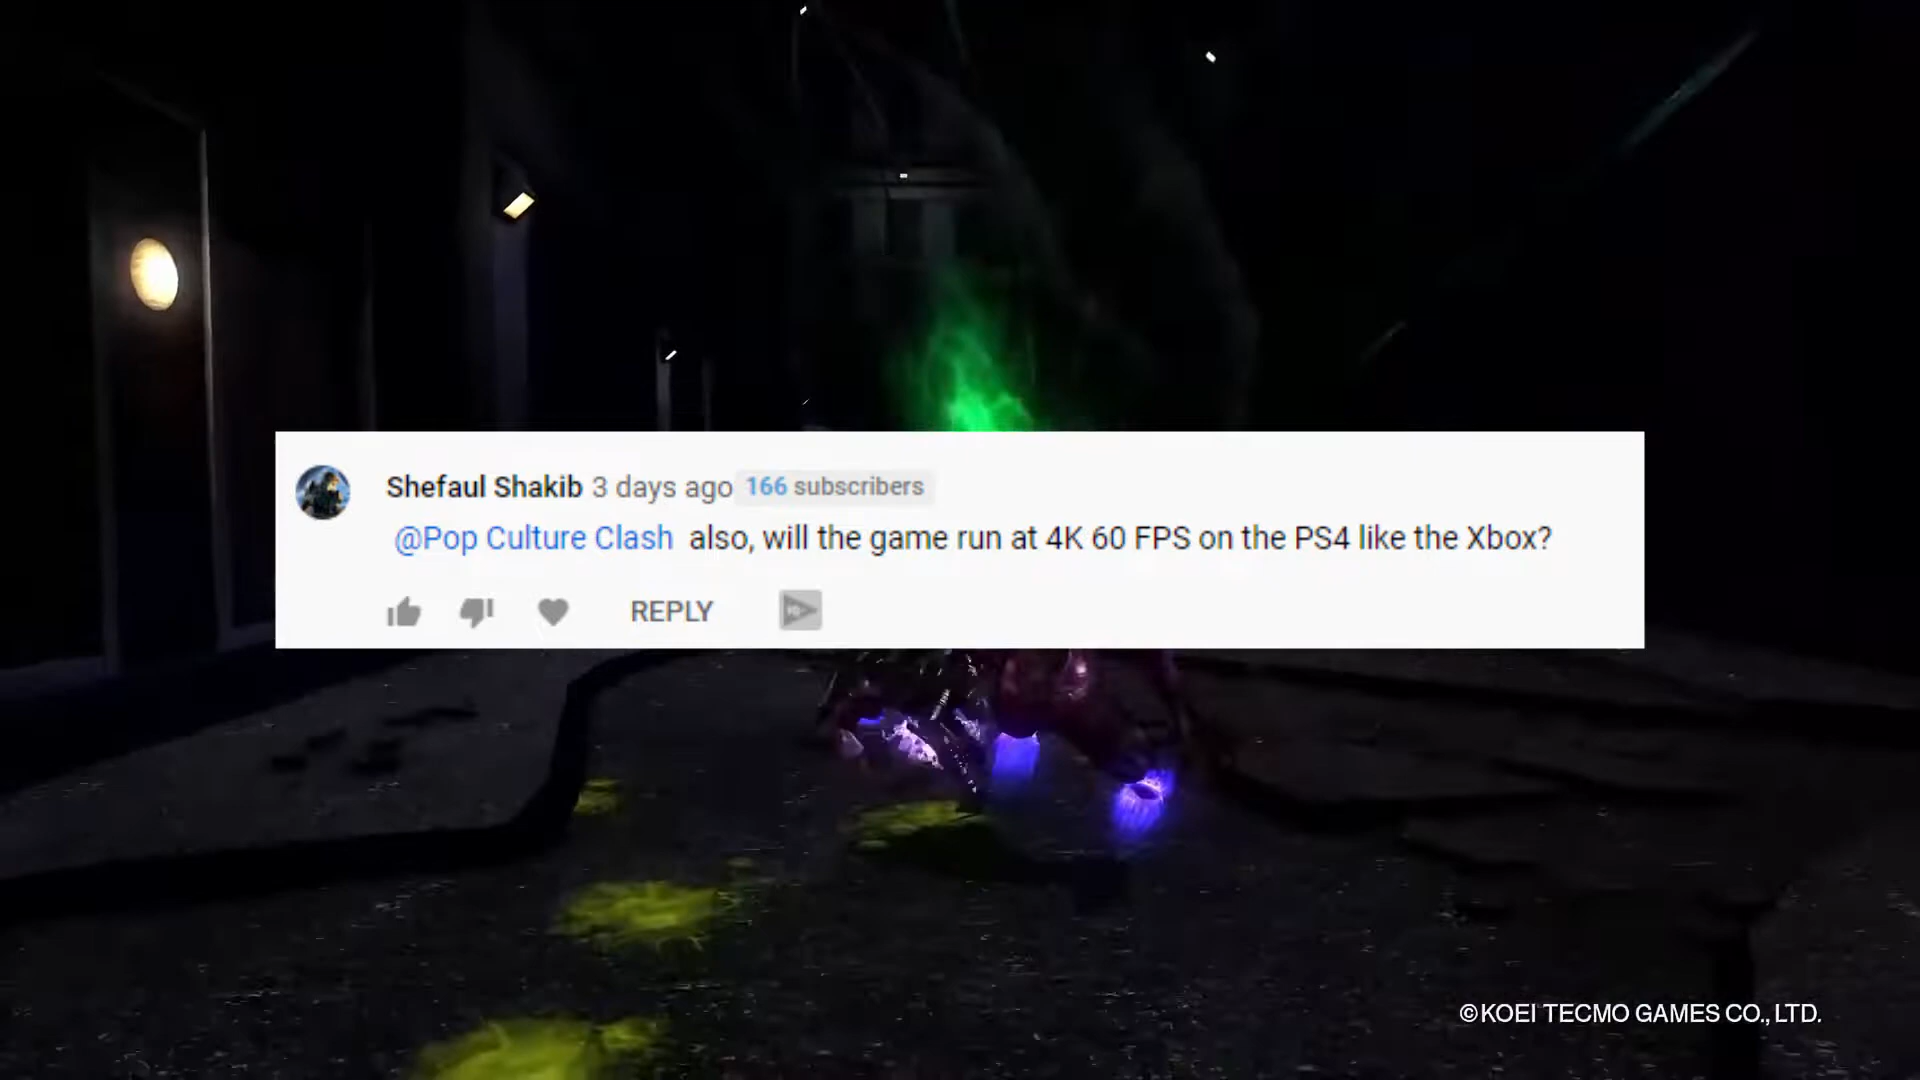 Shefaul Shakib 3 days ago 166 subscribers
@Pop Culture Clash also, will the game run at 4K 60 FPS on the PS4 like the Xbox?
REPLY
©KOEI TECMO GAMES CO., LTD.